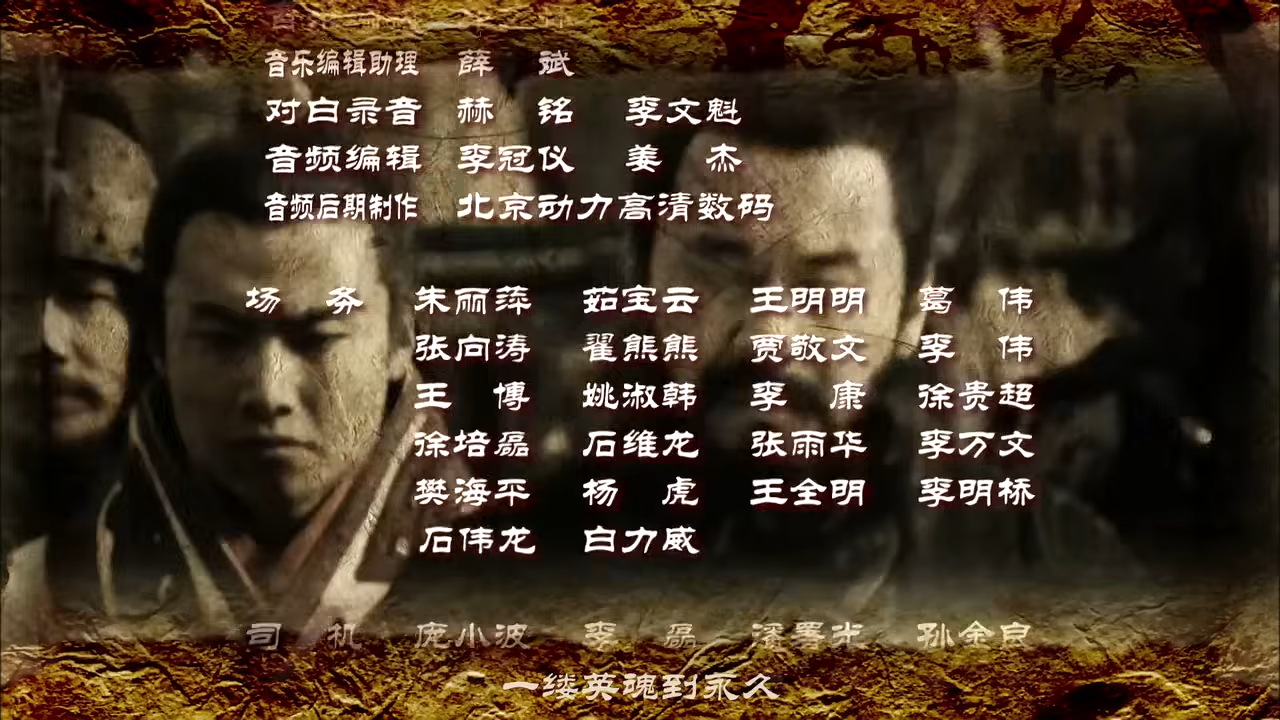 音乐编辑助理 薛 斌
对白录音 赫 铭 李文魁
音频编辑 李冠仪 姜 杰
音频后期制作 北京动力高清数码
场 务 朱丽萍 茹宝云 王明明 葛 伟
张向涛 翟熊熊 贾敬文 李 伟
王 博 姚淑韩 李 康 徐贵超
徐培磊 石维龙 张雨华 李万文
樊海平 杨 虎 王全明 李明桥
石伟龙 白力威
司 机 庞小波 李 磊 潘署光 孙金良
一缕英魂到永久